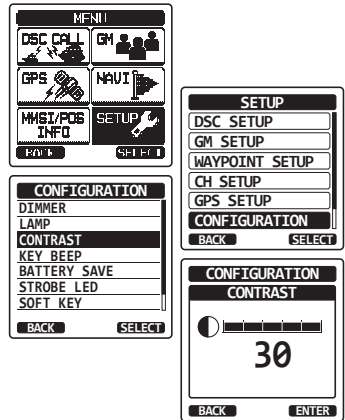 MENU
DSC CALL
GM
GPS
NAVI
MMSI/POS
INFO
SETUP
BACK
SELECT
SETUP
DSC SETUP
GM SETUP
WAYPOINT SETUP
CH SETUP
GPS SETUP
CONFIGURATION
BACK
SELECT
CONFIGURATION
DIMMER
LAMP
CONTRAST
KEY BEEP
BATTERY SAVE
STROBE LED
SOFT KEY
BACK
SELECT
CONFIGURATION
CONTRAST
30
BACK
ENTER